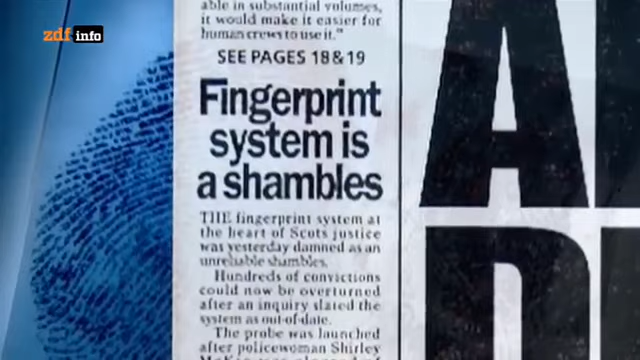 zdf info
able in substantial volumes,
it would make it easier for
human crews to use it."
SEE PAGES 18 & 19
Fingerprint
system is
a shambles
THE fingerprint system at
the heart of Scots justice
was yesterday damned as an
unreliable shambles.
Hundreds of convictions
could now be overturned
after an inquiry slated the
system as out-of-date.
The probe was launched
after policewoman Shirley